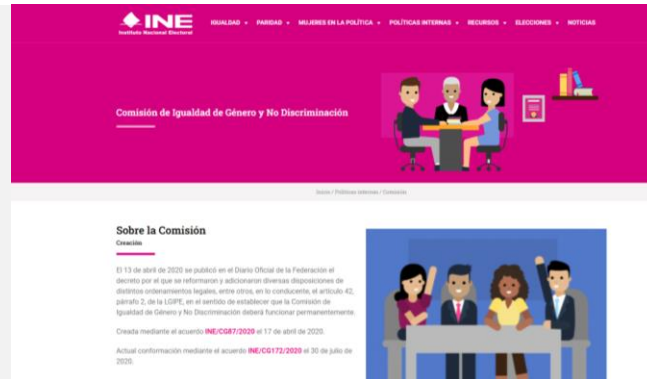 INE
Instituto Nacional Electoral
IGUALDAD PARIDAD MUJERES EN LA POLÍTICA POLÍTICAS INTERNAS RECURSOS ELECCIONES NOTICIAS
Comisión de Igualdad de Género y No Discriminación
Inicio / Políticas internas / Comisión
Sobre la Comisión
Creación
El 13 de abril de 2020 se publicó en el Diario Oficial de la Federación el
decreto por el que se reformaron y adicionaron diversas disposiciones de
distintos ordenamientos legales, entre otros, en lo conducente, el artículo 42,
párrafo 2, de la LGIPE, en el sentido de establecer que la Comisión de
Igualdad de Género y No Discriminación deberá funcionar permanentemente.
Creada mediante el acuerdo INE/CG87/2020 el 17 de abril de 2020.
Actual conformación mediante el acuerdo INE/CG172/2020 el 30 de julio de
2020.